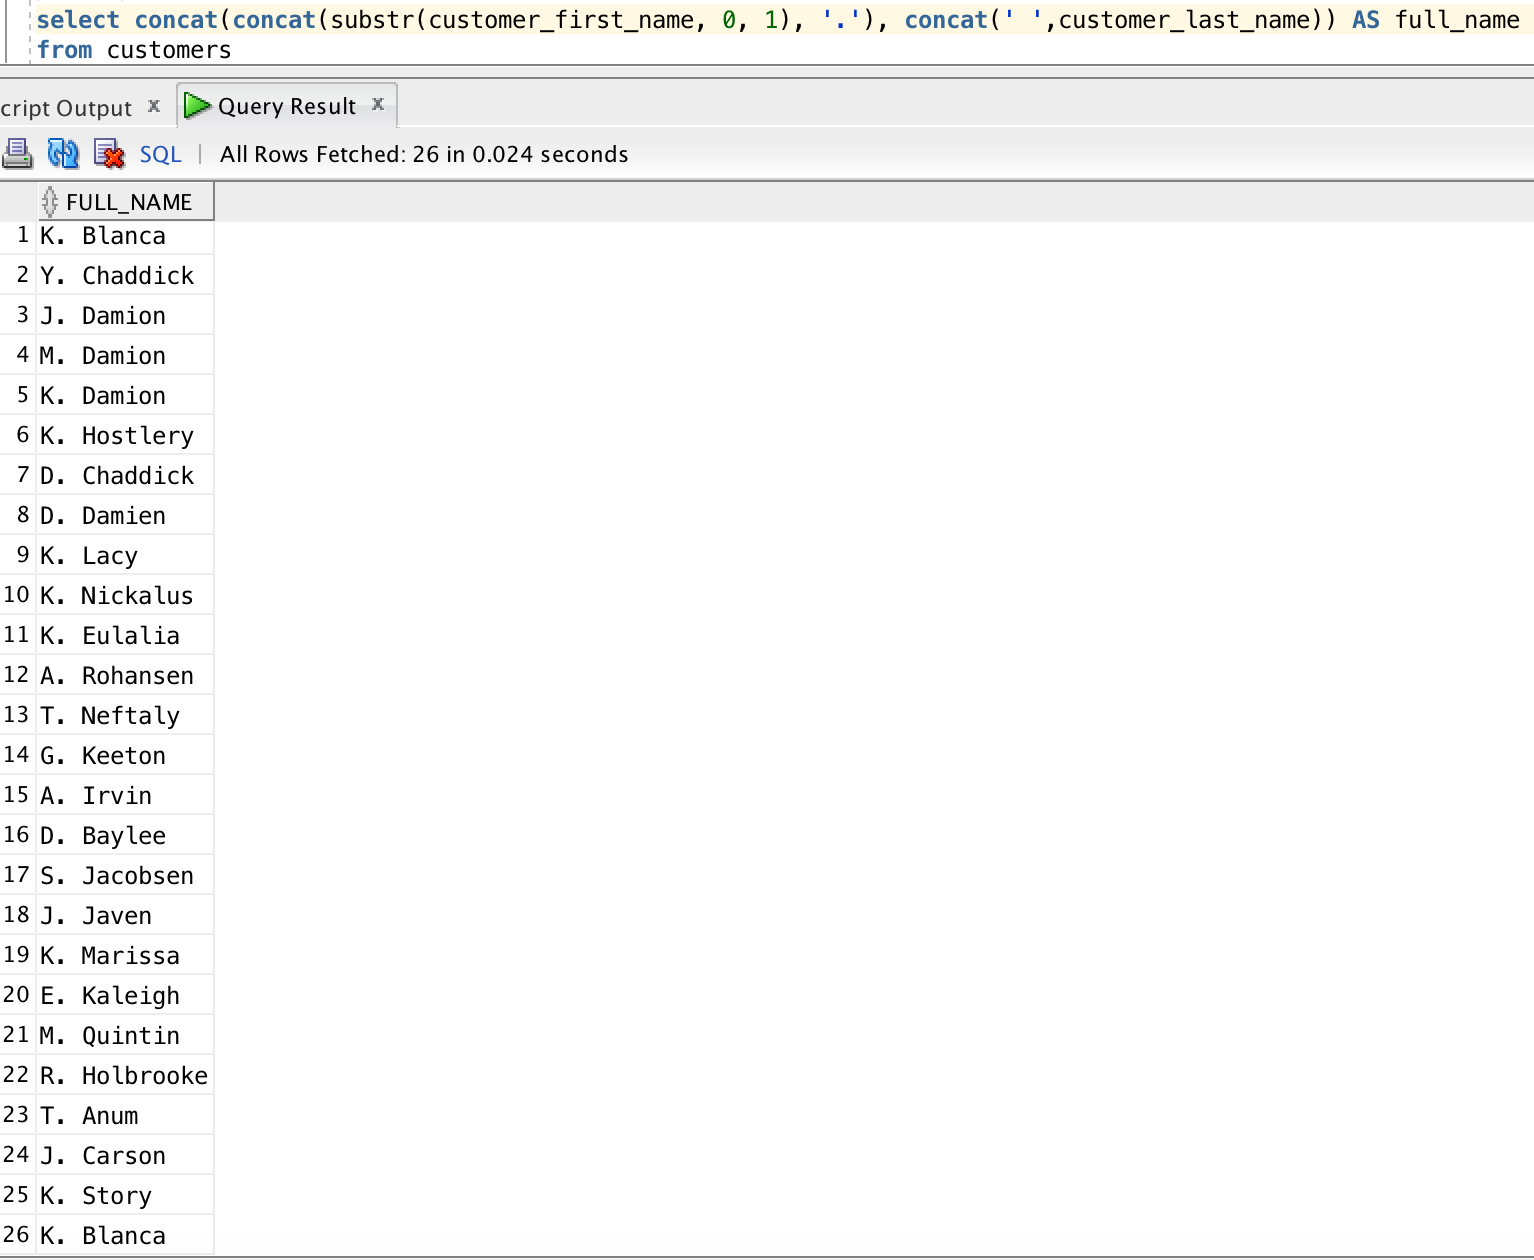 select concat(concat(substr(customer_first_name, 0, 1), '.'), concat(' ',customer_last_name)) AS full_name
from customers
cript Output x Query Result x
SQL | All Rows Fetched: 26 in 0.024 seconds
FULL_NAME
1 K. Blanca
2 Y. Chaddick
3 J. Damion
4 M. Damion
5 K. Damion
6 K. Hostlery
7 D. Chaddick
8 D. Damien
9 K. Lacy
10 K. Nickalus
11 K. Eulalia
12 A. Rohansen
13 T. Neftaly
14 G. Keeton
15 A. Irvin
16 D. Baylee
17 S. Jacobsen
18 J. Javen
19 K. Marissa
20 E. Kaleigh
21 M. Quintin
22 R. Holbrooke
23 T. Anum
24 J. Carson
25 K. Story
26 K. Blanca